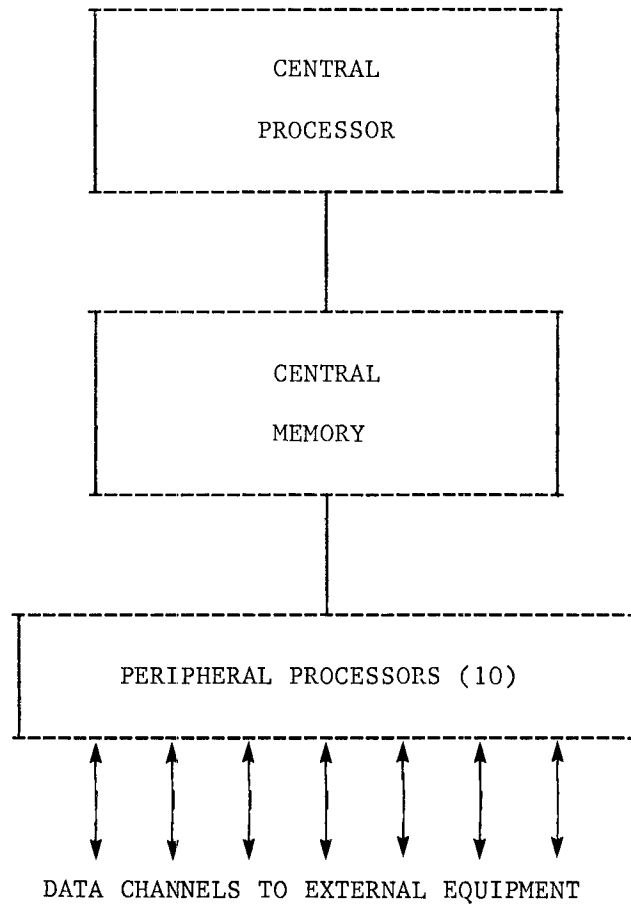 CENTRAL
PROCESSOR
CENTRAL
MEMORY
PERIPHERAL PROCESSORS (10)
DATA CHANNELS TO EXTERNAL EQUIPMENT